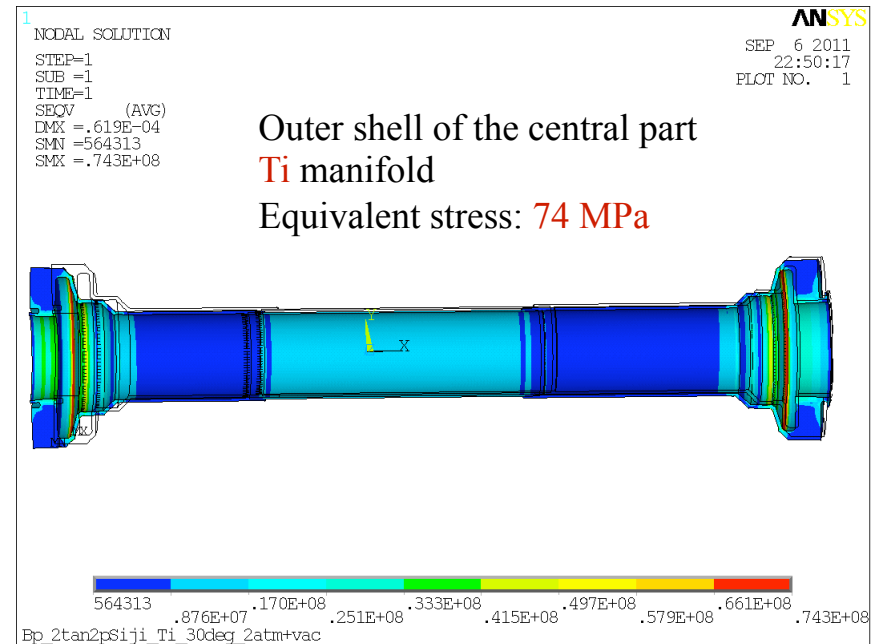 1
NODAL SOLUTION
STEP=1
SUB =1
TIME=1
SEQV (AVG)
DMX =.619E-04
SMN =564313
SMX =.743E+08
ANSYS
SEP 6 2011
22:50:17
PLOT NO. 1
Outer shell of the central part
Ti manifold
Equivalent stress: 74 MPa
Y
X
MX
564313
.876E+07
.170E+08
.251E+08
.333E+08
.415E+08
.497E+08
.579E+08
.661E+08
.743E+08
Bp_2tan2pSiji_Ti_30deg_2atm+vac